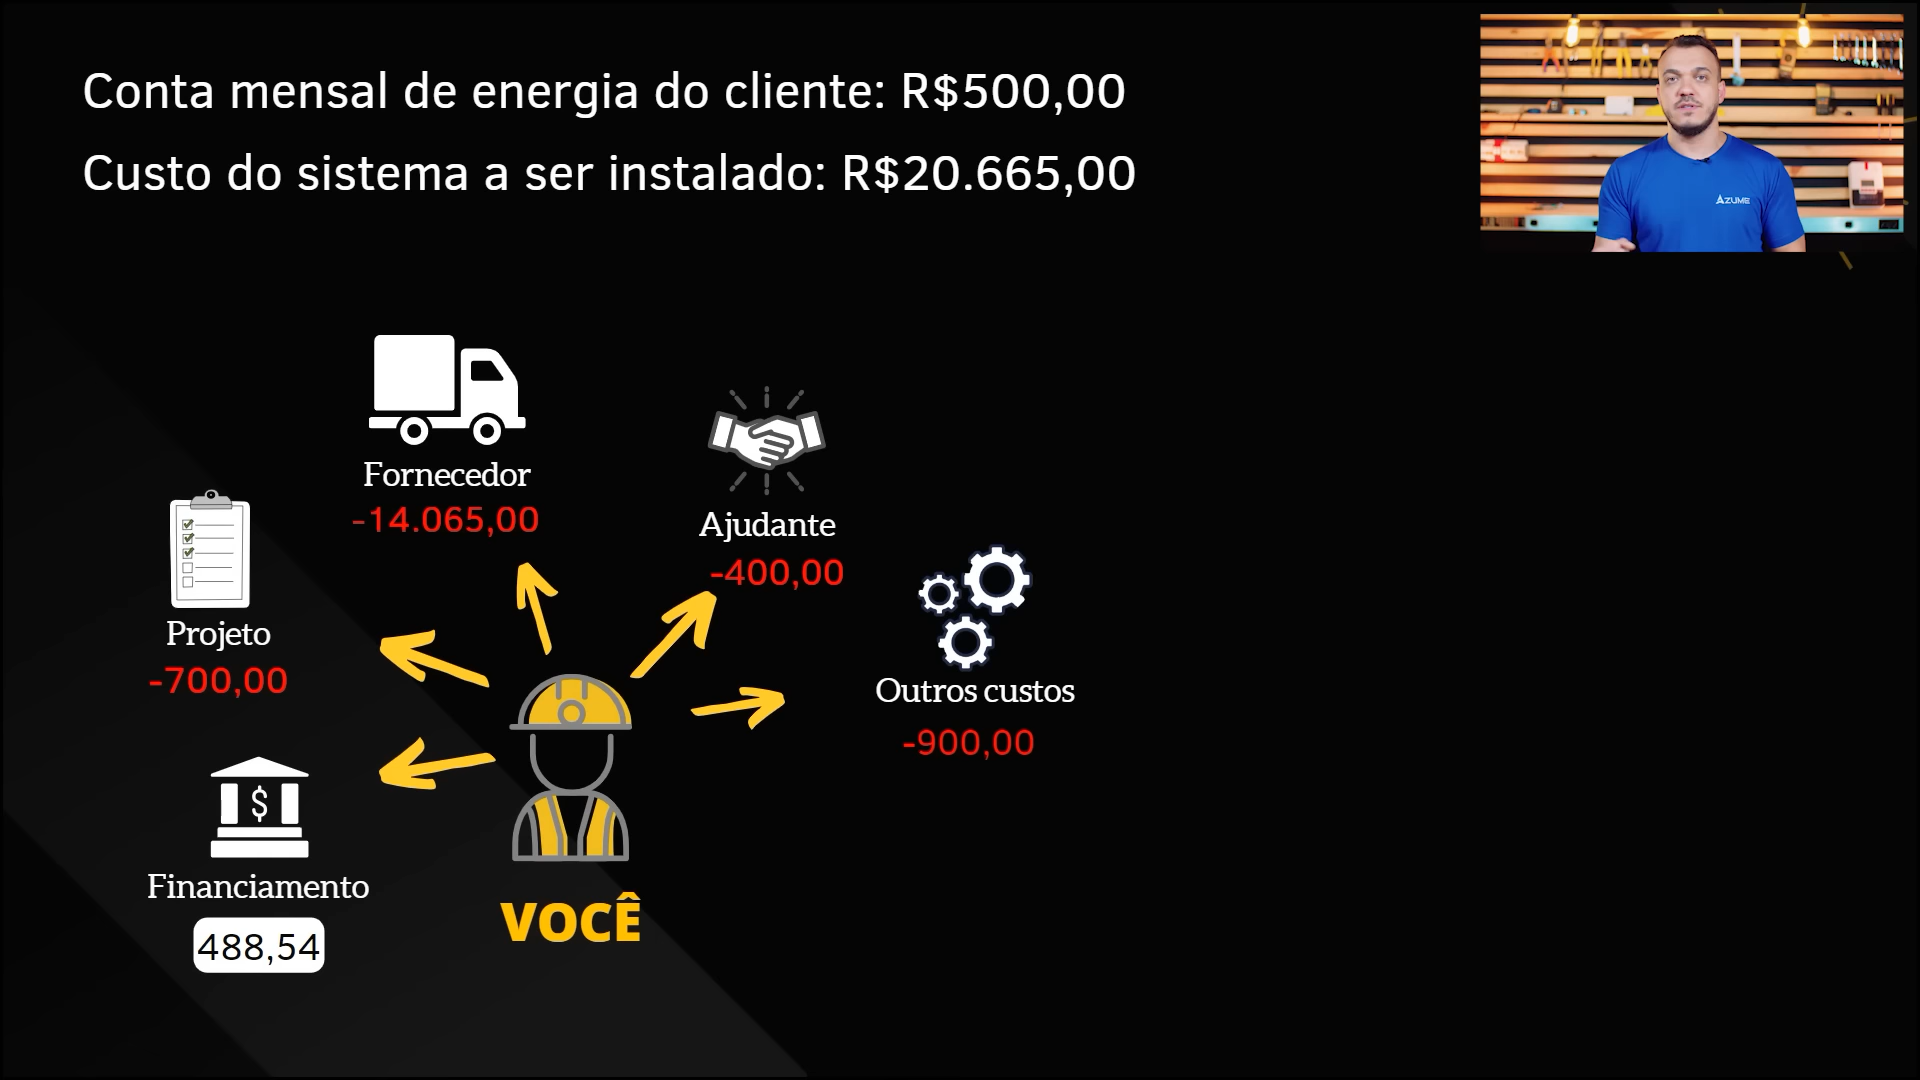 Conta mensal de energia do cliente: R$500,00
Custo do sistema a ser instalado: R$20.665,00
AZUME
Fornecedor
-14.065,00
Ajudante
-400,00
Projeto
-700,00
Outros custos
-900,00
Financiamento
488,54
VOCÊ